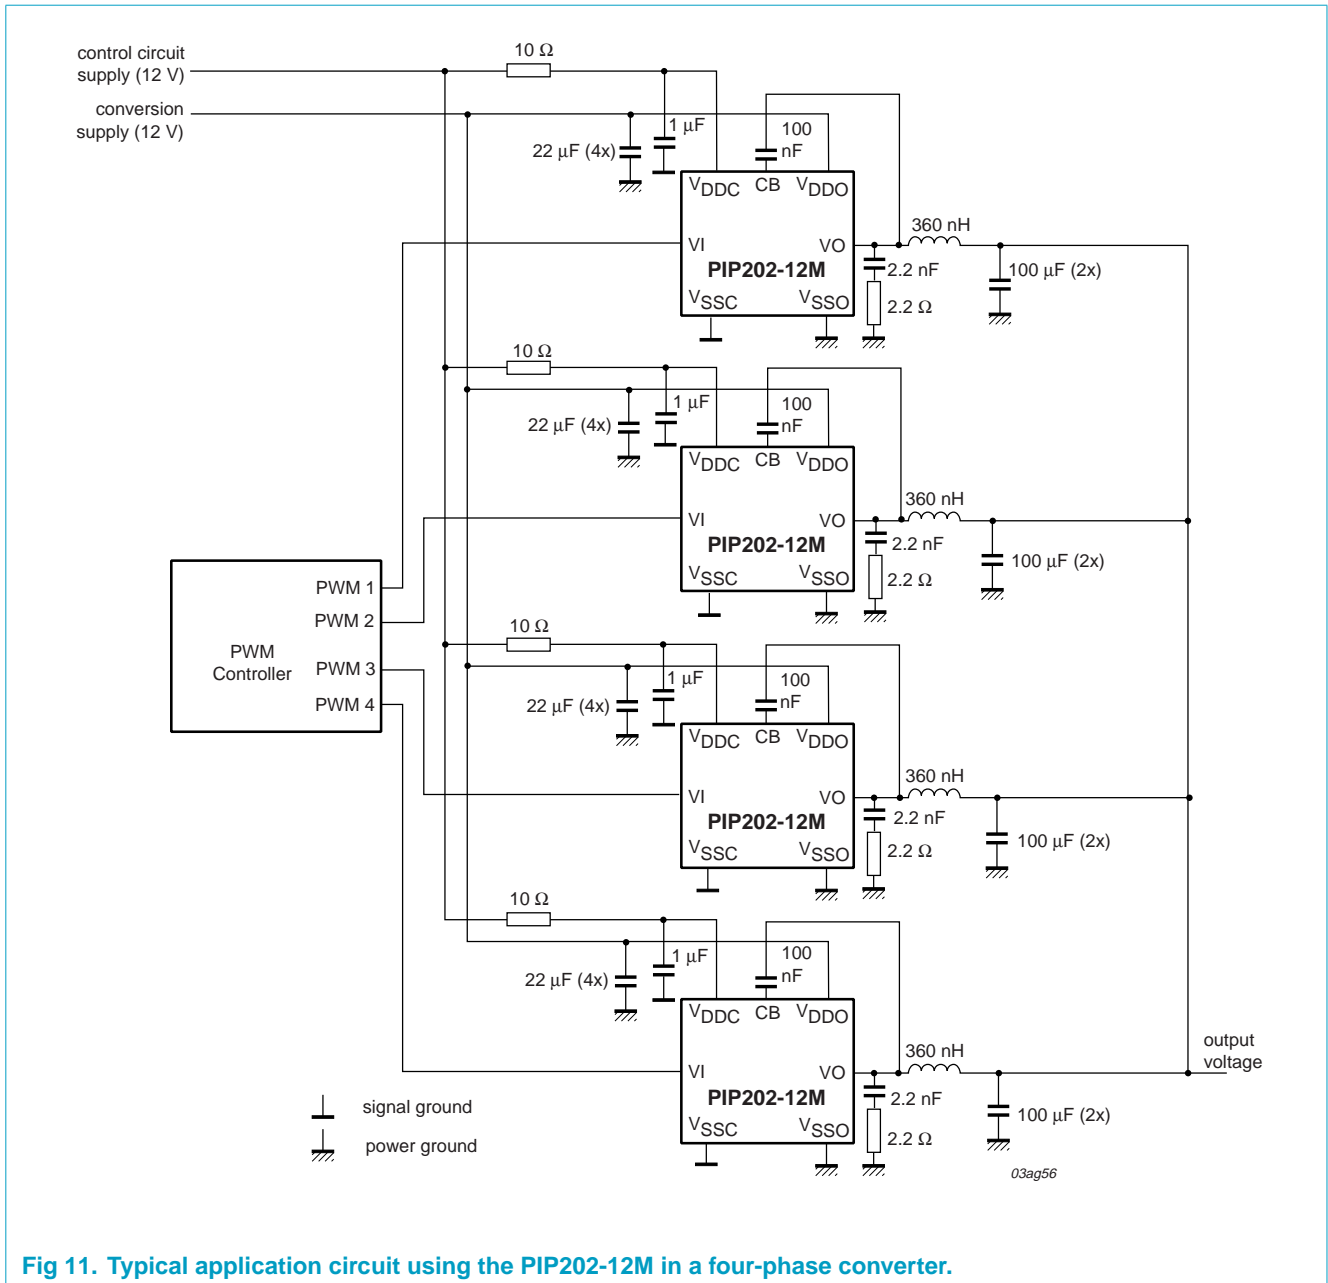 control circuit
supply (12 V)
conversion
supply (12 V)
10 Ω
1 μF
22 μF (4x)
100
nF
VDDC CB VDDO
VI VO
PIP202-12M
VSSC VSSO
360 nH
2.2 nF
2.2 Ω
100 μF (2x)
10 Ω
1 μF
22 μF (4x)
100
nF
VDDC CB VDDO
VI VO
PIP202-12M
VSSC VSSO
360 nH
2.2 nF
2.2 Ω
100 μF (2x)
PWM
Controller
PWM 1
PWM 2
PWM 3
PWM 4
10 Ω
1 μF
22 μF (4x)
100
nF
VDDC CB VDDO
VI VO
PIP202-12M
VSSC VSSO
360 nH
2.2 nF
2.2 Ω
100 μF (2x)
10 Ω
1 μF
22 μF (4x)
100
nF
VDDC CB VDDO
VI VO
PIP202-12M
VSSC VSSO
360 nH
2.2 nF
2.2 Ω
100 μF (2x)
output
voltage
signal ground
power ground
03ag56
Fig 11. Typical application circuit using the PIP202-12M in a four-phase converter.